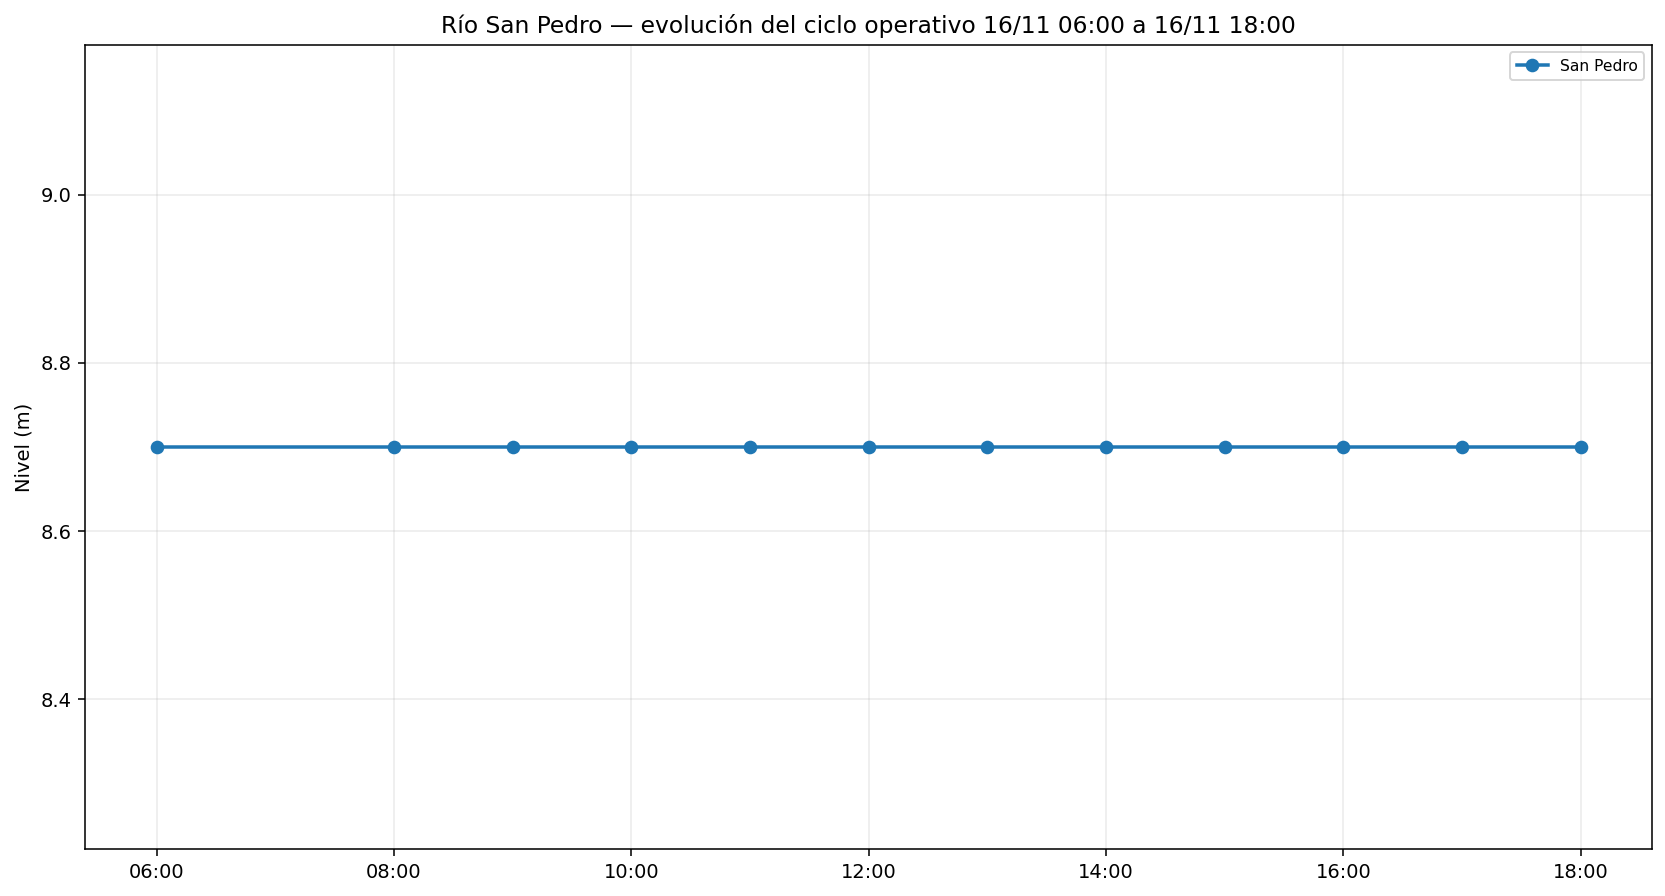 Río San Pedro — evolución del ciclo operativo 16/11 06:00 a 16/11 18:00
San Pedro
Nivel (m)
9.0
8.8
8.6
8.4
06:00 08:00 10:00 12:00 14:00 16:00 18:00